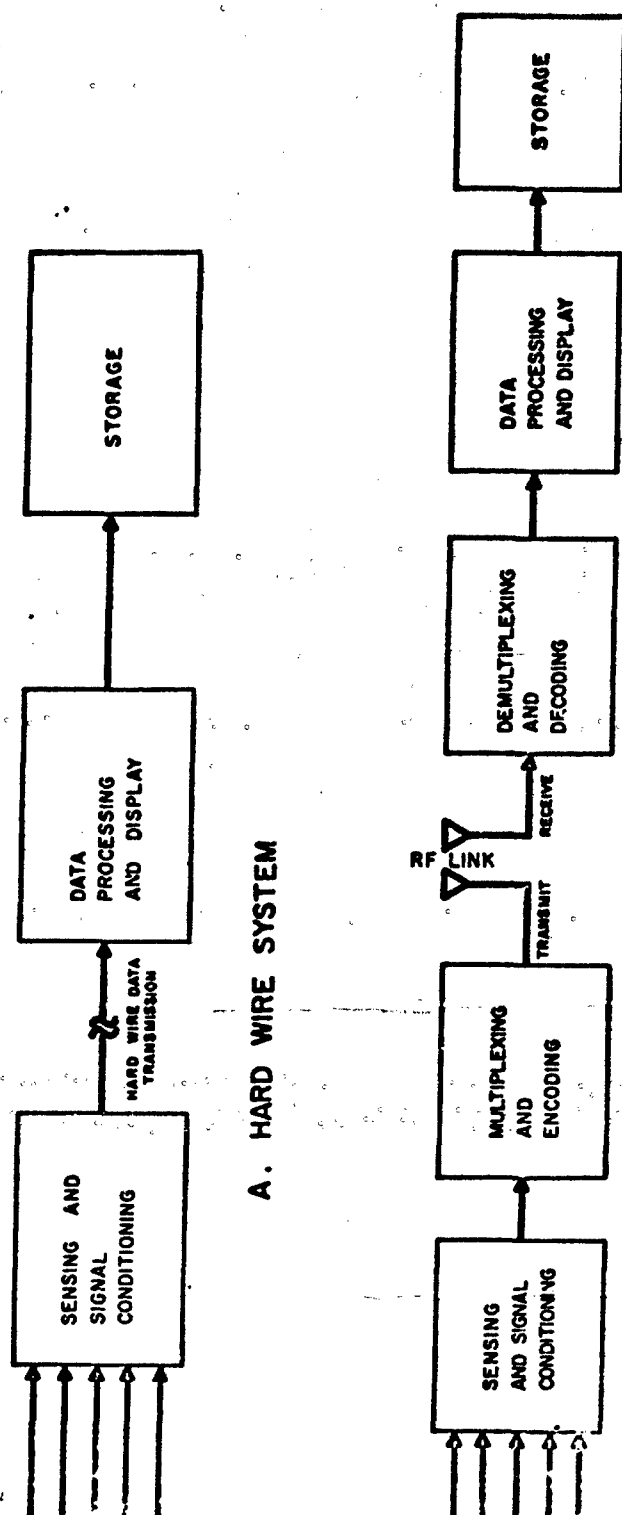 SENSING AND
SIGNAL
CONDITIONING
HARD WIRE DATA
TRANSMISSION
DATA
PROCESSING
AND DISPLAY
STORAGE
A. HARD WIRE SYSTEM
SENSING
AND SIGNAL
CONDITIONING
MULTIPLEXING
AND
ENCODING
TRANSMIT
RF LINK
RECEIVE
DEMULTIPLEXING
AND
DECODING
DATA
PROCESSING
AND DISPLAY
STORAGE